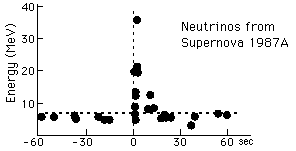 40
30
20
10
Energy (MeV)
Neutrinos from
Supernova 1987A
-60 -30 0 30 60 sec